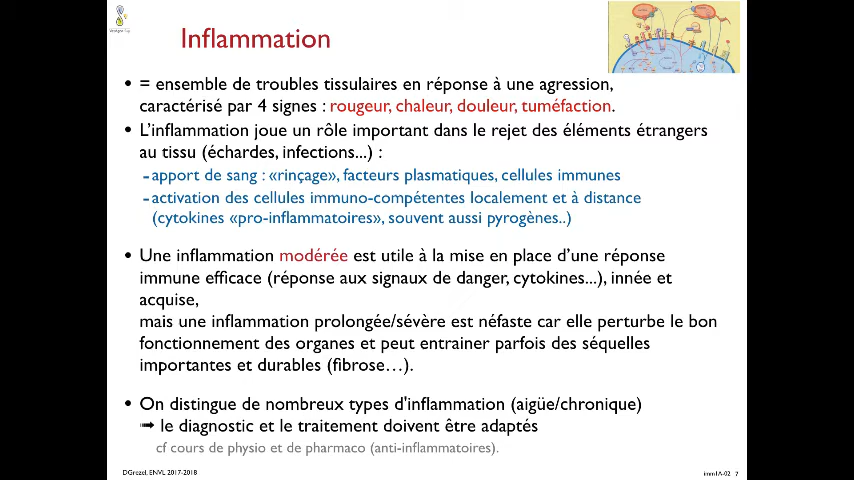 Inflammation
• = ensemble de troubles tissulaires en réponse à une agression,
caractérisé par 4 signes : rougeur, chaleur, douleur, tuméfaction.
• L'inflammation joue un rôle important dans le rejet des éléments étrangers
au tissu (échardes, infections...) :
- apport de sang : «rinçage», facteurs plasmatiques, cellules immunes
- activation des cellules immuno-compétentes localement et à distance
(cytokines «pro-inflammatoires», souvent aussi pyrogènes..)
• Une inflammation modérée est utile à la mise en place d'une réponse
immune efficace (réponse aux signaux de danger, cytokines...), innée et
acquise,
mais une inflammation prolongée/sévère est néfaste car elle perturbe le bon
fonctionnement des organes et peut entrainer parfois des séquelles
importantes et durables (fibrose…).
• On distingue de nombreux types d'inflammation (aigüe/chronique)
➞ le diagnostic et le traitement doivent être adaptés
cf cours de physio et de pharmaco (anti-inflammatoires).
DGrezel, ENVL 2017-2018
imm1A-02 7